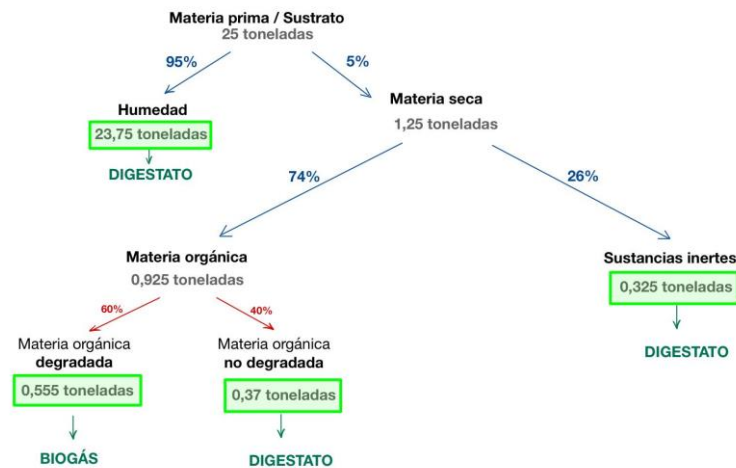 Materia prima / Sustrato
25 toneladas
95%
5%
Humedad
23,75 toneladas
DIGESTATO
Materia seca
1,25 toneladas
74%
26%
Materia orgánica
0,925 toneladas
Sustancias inertes
0,325 toneladas
DIGESTATO
60%
40%
Materia orgánica
degradada
0,555 toneladas
BIOGÁS
Materia orgánica
no degradada
0,37 toneladas
DIGESTATO